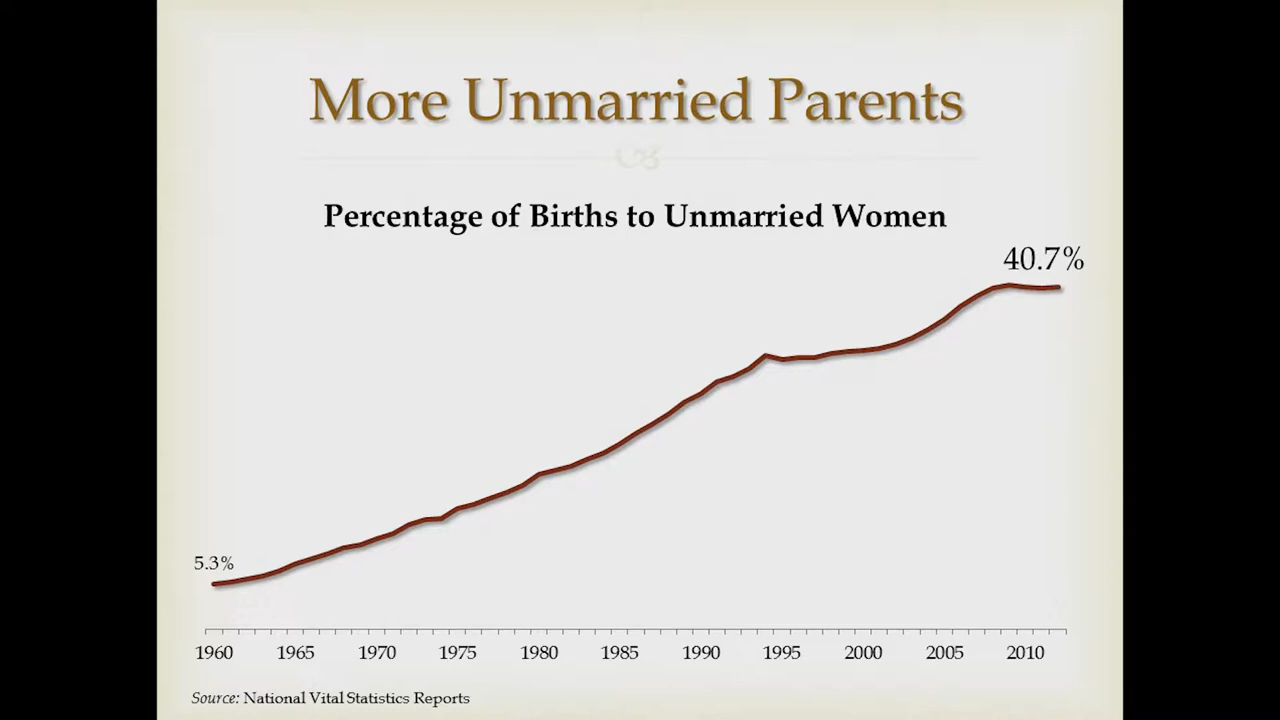 More Unmarried Parents
Percentage of Births to Unmarried Women
40.7%
5.3%
1960 1965 1970 1975 1980 1985 1990 1995 2000 2005 2010
Source: National Vital Statistics Reports